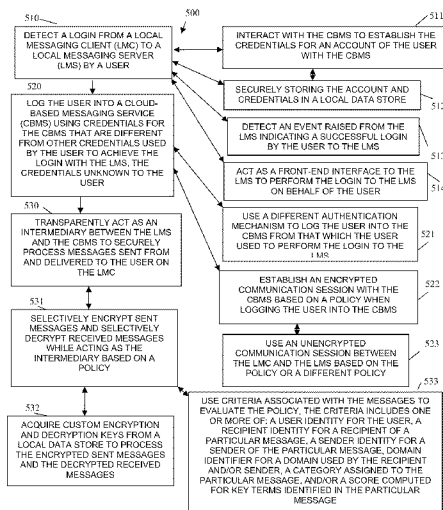 510
500
511
DETECT A LOGIN FROM A LOCAL
MESSAGING CLIENT (LMC) TO A
LOCAL MESSAGING SERVER
(LMS) BY A USER
INTERACT WITH THE CBMS TO ESTABLISH THE
CREDENTIALS FOR AN ACCOUNT OF THE USER
WITH THE CBMS
520
SECURELY STORING THE ACCOUNT AND
CREDENTIALS IN A LOCAL DATA STORE
512
LOG THE USER INTO A CLOUD-
BASED MESSAGING SERVICE
(CBMS) USING CREDENTIALS FOR
THE CBMS THAT ARE DIFFERENT
FROM OTHER CREDENTIALS USED
BY THE USER TO ACHIEVE THE
LOGIN WITH THE LMS, THE
CREDENTIALS UNKNOWN TO
THE USER
DETECT AN EVENT RAISED FROM THE
LMS INDICATING A SUCCESSFUL LOGIN
BY THE USER TO THE LMS
513
ACT AS A FRONT-END INTERFACE TO
THE LMS TO PERFORM THE LOGIN TO THE LMS
ON BEHALF OF THE USER
514
530
TRANSPARENTLY ACT AS AN
INTERMEDIARY BETWEEN THE
LMS AND THE CBMS TO SECURELY
PROCESS MESSAGES SENT FROM
AND DELIVERED TO THE USER ON
THE LMC
USE A DIFFERENT AUTHENTICATION
MECHANISM TO LOG THE USER INTO THE
CBMS FROM THAT WHICH THE USER
USED TO PERFORM THE LOGIN TO THE
LMS
521
ESTABLISH AN ENCRYPTED
COMMUNICATION SESSION WITH THE
CBMS BASED ON A POLICY WHEN
LOGGING THE USER INTO THE CBMS
522
531
SELECTIVELY ENCRYPT SENT
MESSAGES AND SELECTIVELY
DECRYPT RECEIVED MESSAGES
WHILE ACTING AS THE
INTERMEDIARY BASED ON A
POLICY
USE AN UNENCRYPTED
COMMUNICATION SESSION BETWEEN
THE LMC AND THE LMS BASED ON THE
POLICY OR A DIFFERENT POLICY
523
533
532
ACQUIRE CUSTOM ENCRYPTION
AND DECRYPTION KEYS FROM A
LOCAL DATA STORE TO PROCESS
THE ENCRYPTED SENT MESSAGES
AND THE DECRYPTED RECEIVED
MESSAGES
USE CRITERIA ASSOCIATED WITH THE MESSAGES TO
EVALUATE THE POLICY, THE CRITERIA INCLUDES ONE
OR MORE OF: A USER IDENTITY FOR THE USER, A
RECIPIENT IDENTITY FOR A RECIPIENT OF A
PARTICULAR MESSAGE, A SENDER IDENTITY FOR A
SENDER OF THE PARTICULAR MESSAGE, DOMAIN
IDENTIFIER FOR A DOMAIN USED BY THE RECIPIENT
AND/OR SENDER, A CATEGORY ASSIGNED TO THE
PARTICULAR MESSAGE, AND/OR A SCORE COMPUTED
FOR KEY TERMS IDENTIFIED IN THE PARTICULAR
MESSAGE